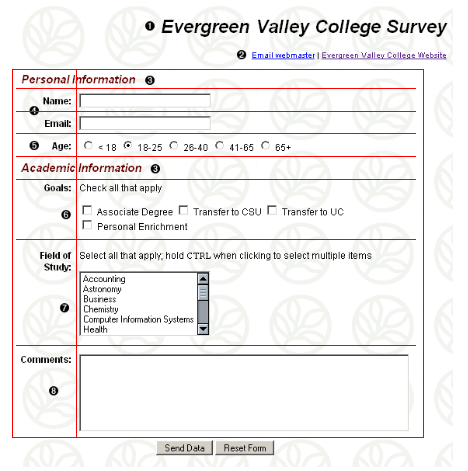 ❶ Evergreen Valley College Survey
❷ Email webmaster | Evergreen Valley College Website
Personal Information ❸
Name:
❹
Email:
❺ Age: < 18 18-25 26-40 41-65 65+
Academic Information ❸
Goals: Check all that apply
❻ Associate Degree Transfer to CSU Transfer to UC
Personal Enrichment
Field of Study: Select all that apply; hold CTRL when clicking to select multiple items
❼
Accounting
Astronomy
Business
Chemistry
Computer Information Systems
Health
Comments:
❽
Send Data Reset Form